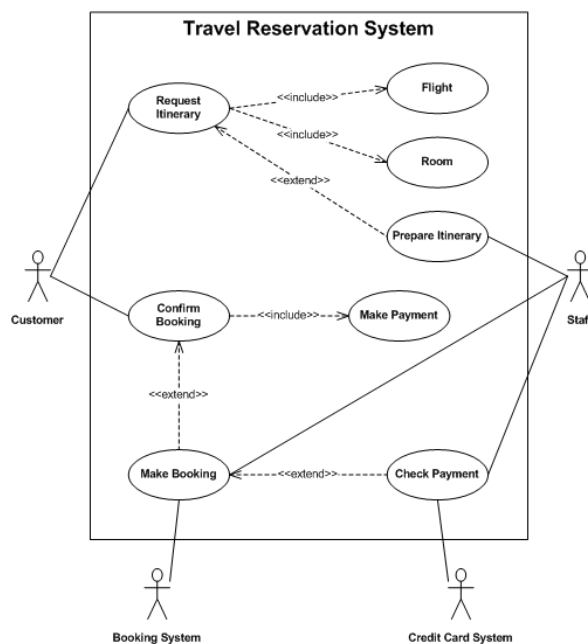 Travel Reservation System
Request
Itinerary
<<include>>
Flight
<<include>>
Room
<<extend>>
Prepare Itinerary
Customer
Staf
Confirm
Booking
<<include>>
Make Payment
<<extend>>
Make Booking
<<extend>>
Check Payment
Booking System
Credit Card System